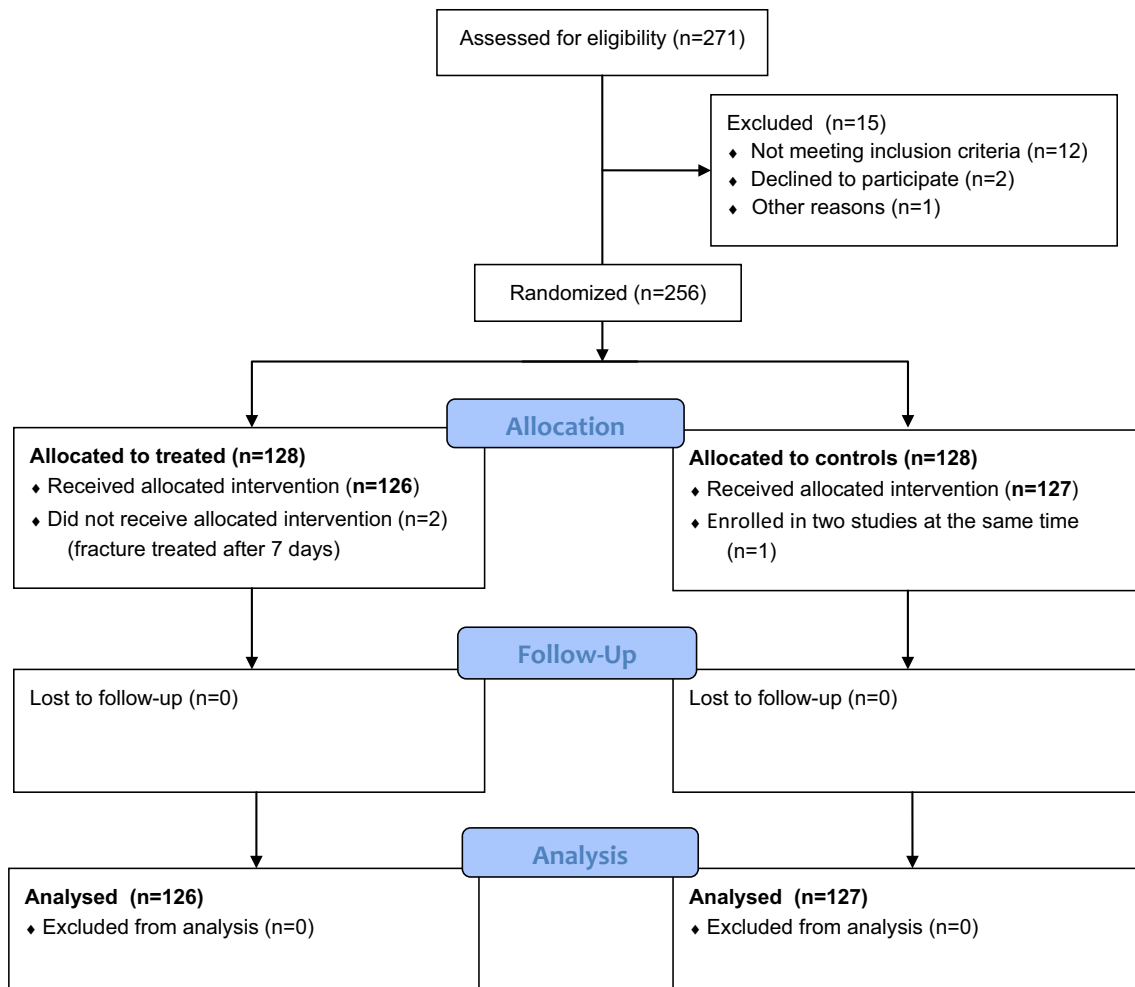 Assessed for eligibility (n=271)
Excluded (n=15)
♦ Not meeting inclusion criteria (n=12)
♦ Declined to participate (n=2)
♦ Other reasons (n=1)
Randomized (n=256)
Allocation
Allocated to treated (n=128)
♦ Received allocated intervention (n=126)
♦ Did not receive allocated intervention (n=2)
(fracture treated after 7 days)
Allocated to controls (n=128)
♦ Received allocated intervention (n=127)
♦ Enrolled in two studies at the same time
(n=1)
Follow-Up
Lost to follow-up (n=0)
Lost to follow-up (n=0)
Analysis
Analysed (n=126)
♦ Excluded from analysis (n=0)
Analysed (n=127)
♦ Excluded from analysis (n=0)